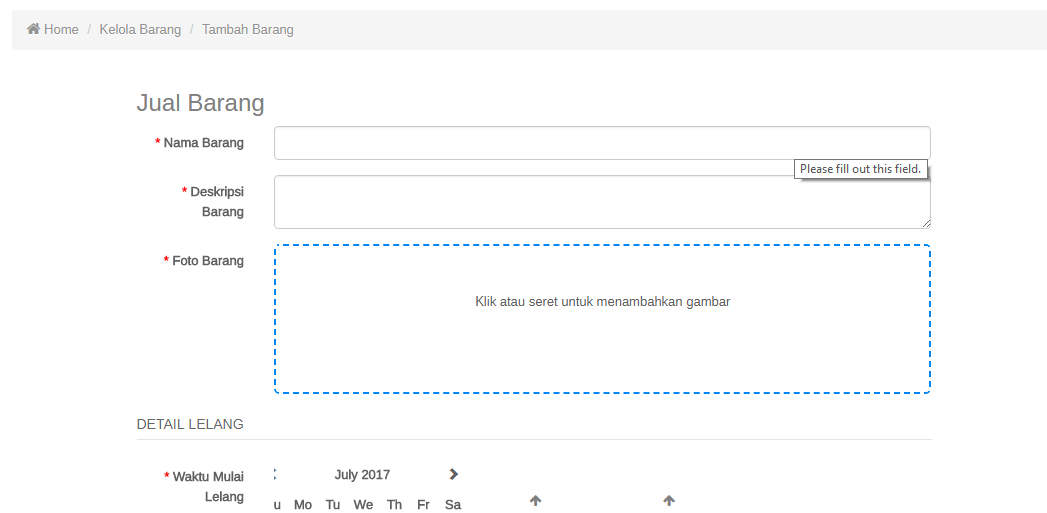 Home / Kelola Barang / Tambah Barang
Jual Barang
* Nama Barang
Please fill out this field.
* Deskripsi
Barang
* Foto Barang
Klik atau seret untuk menambahkan gambar
DETAIL LELANG
* Waktu Mulai
Lelang
July 2017
u Mo Tu We Th Fr Sa